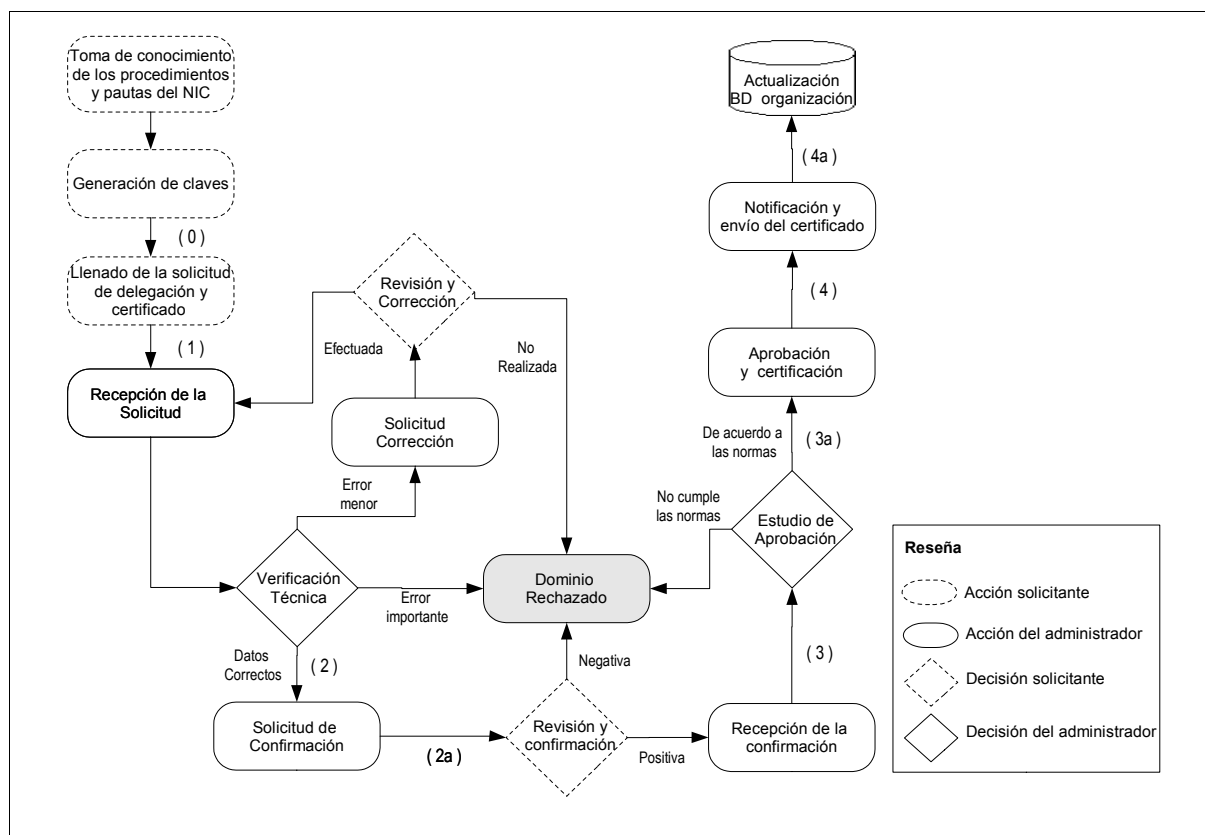 Toma de conocimiento
de los procedimientos
y pautas del NIC
Generación de claves
( 0 )
Llenado de la solicitud
de delegación y
certificado
( 1 )
Recepción de la
Solicitud
Revisión y
Corrección
Efectuada
No
Realizada
Solicitud
Corrección
Error
menor
Verificación
Técnica
Error
importante
Dominio
Rechazado
Datos
Correctos
( 2 )
Solicitud de
Confirmación
( 2a )
Revisión y
confirmación
Negativa
Positiva
Recepción de la
confirmación
( 3 )
Estudio de
Aprobación
No cumple
las normas
De acuerdo a
las normas
( 3a )
Aprobación
y certificación
( 4 )
Notificación y
envío del certificado
( 4a )
Actualización
BD organización
Reseña
Acción solicitante
Acción del administrador
Decisión solicitante
Decisión del administrador